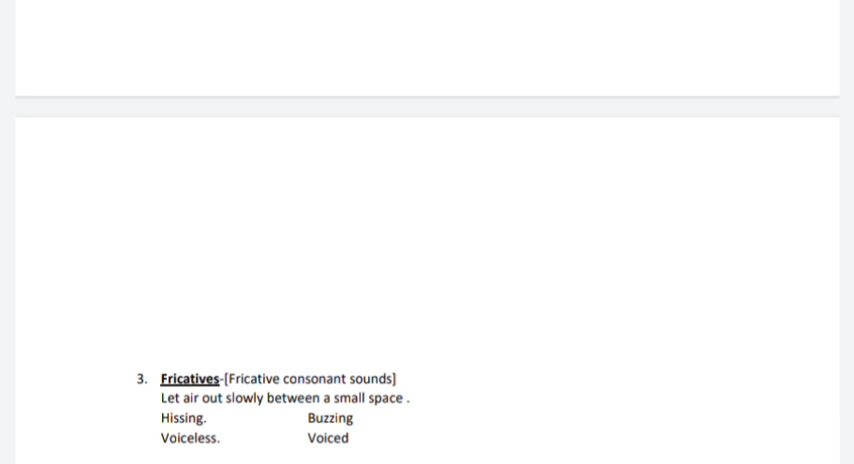 3. Fricatives-[Fricative consonant sounds]
Let air out slowly between a small space .
Hissing. Buzzing
Voiceless. Voiced